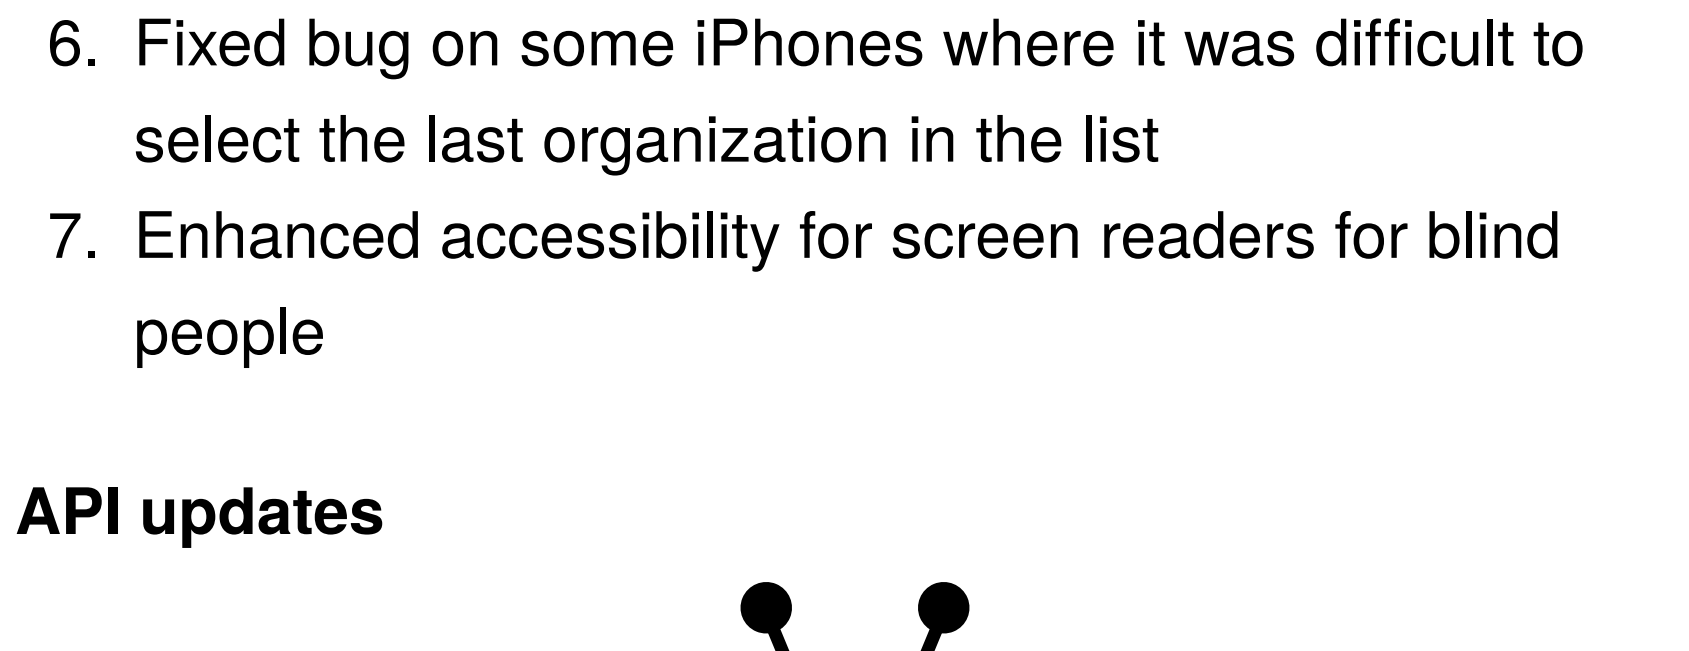 6. Fixed bug on some iPhones where it was difficult to
select the last organization in the list
7. Enhanced accessibility for screen readers for blind
people
API updates